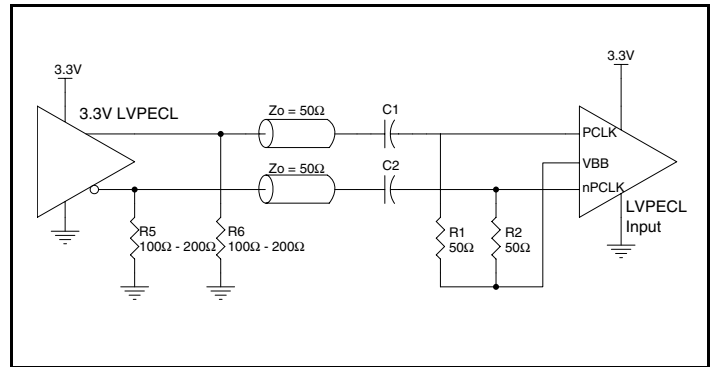 3.3V
3.3V LVPECL
Zo = 50Ω
C1
3.3V
PCLK
Zo = 50Ω
C2
VBB
nPCLK
LVPECL
Input
R5
100Ω - 200Ω
R6
100Ω - 200Ω
R1
50Ω
R2
50Ω